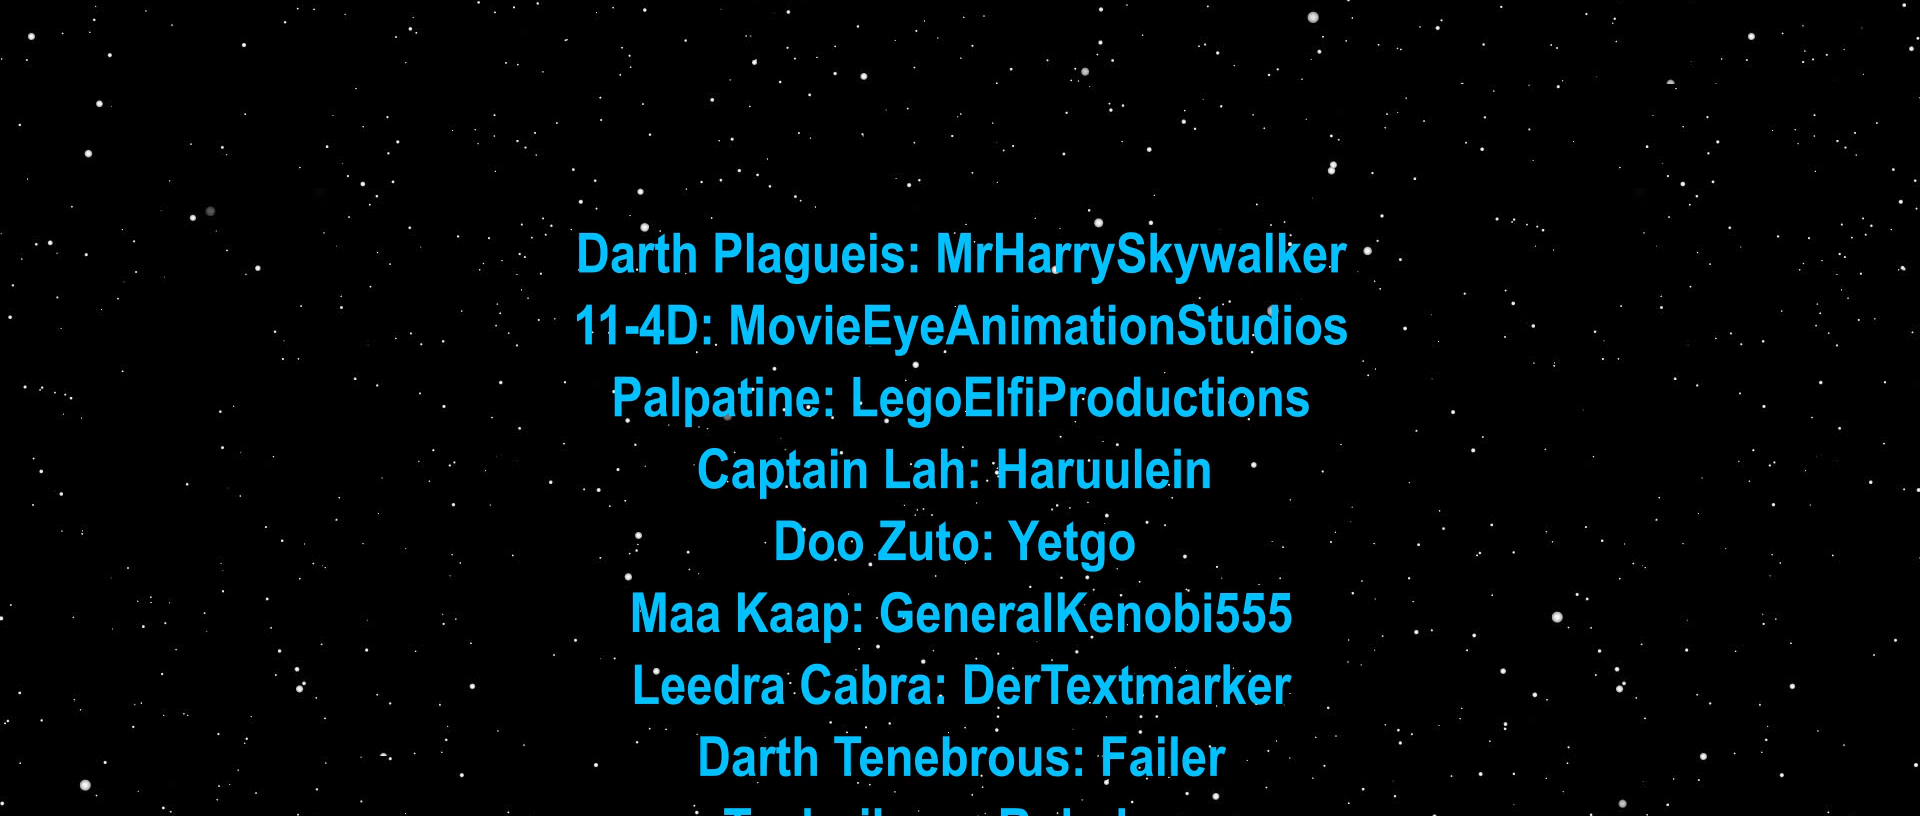 Darth Plagueis: MrHarrySkywalker
11-4D: MovieEyeAnimationStudios
Palpatine: LegoElfiProductions
Captain Lah: Haruulein
Doo Zuto: Yetgo
Maa Kaap: GeneralKenobi555
Leedra Cabra: DerTextmarker
Darth Tenebrous: Failer